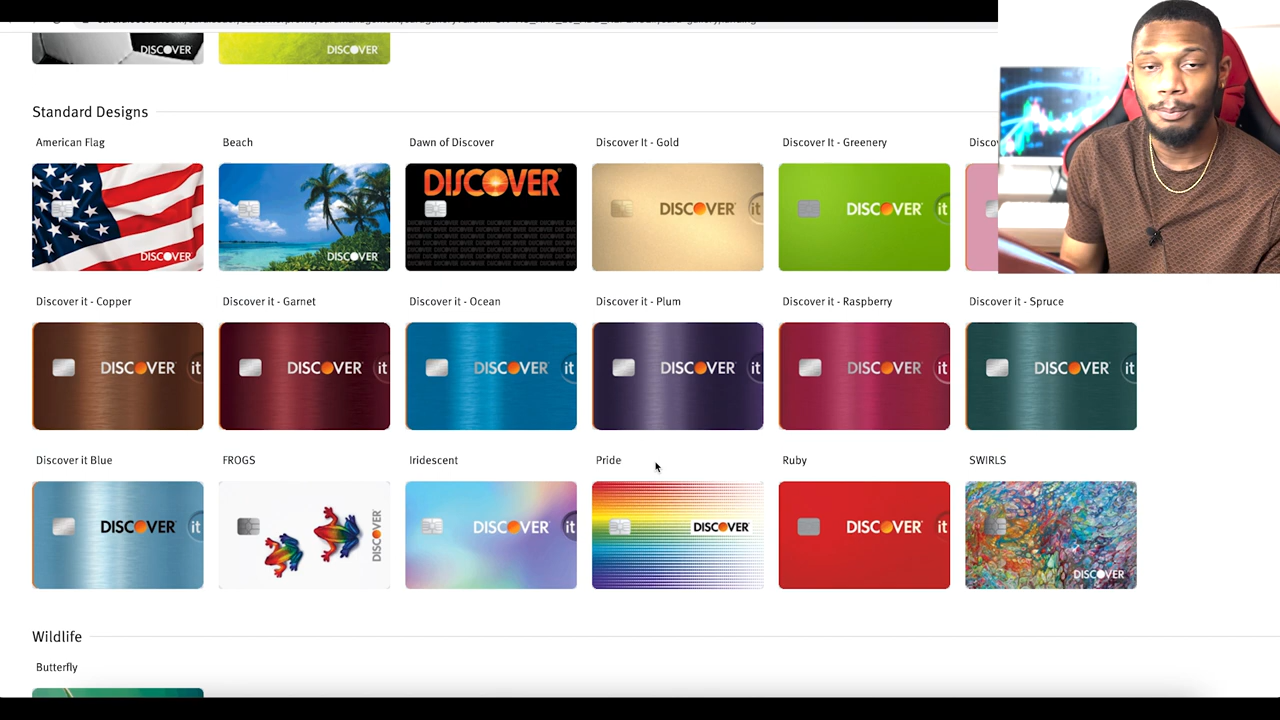 DISCOVER DISCOVER
Standard Designs
American Flag Beach Dawn of Discover Discover It - Gold Discover It - Greenery
DISCOVER DISCOVER DISCOVER DISCOVER it DISCOVER it
Discover it - Copper Discover it - Garnet Discover it - Ocean Discover it - Plum Discover it - Raspberry Discover it - Spruce
DISCOVER it DISCOVER it DISCOVER it DISCOVER it DISCOVER it DISCOVER it
Discover it Blue FROGS Iridescent Pride Ruby SWIRLS
DISCOVER it DISCOVER DISCOVER it DISCOVER DISCOVER it DISCOVER
Wildlife
Butterfly